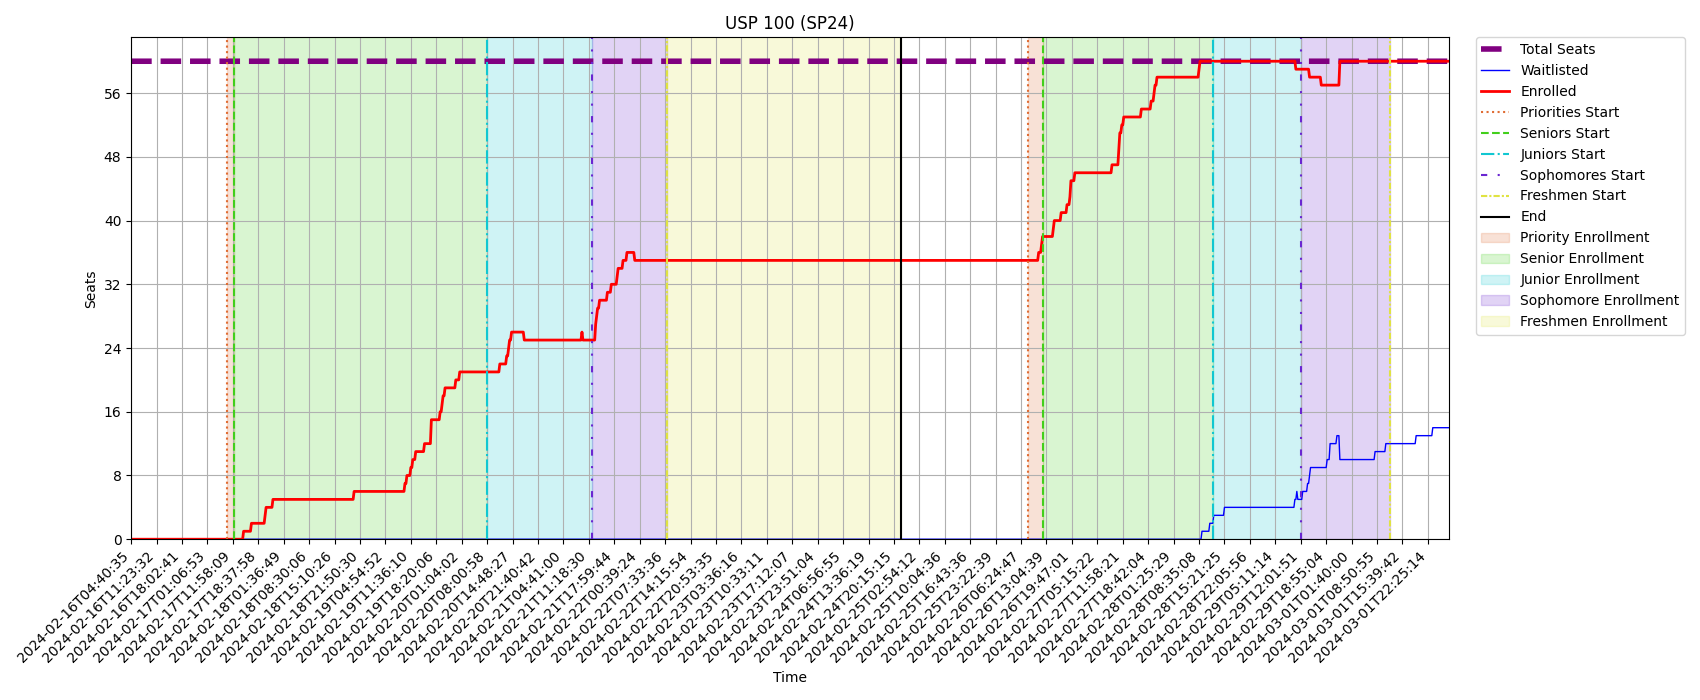 USP 100 (SP24)
Total Seats
Waitlisted
Enrolled
Priorities Start
Seniors Start
Juniors Start
Sophomores Start
Freshmen Start
End
Priority Enrollment
Senior Enrollment
Junior Enrollment
Sophomore Enrollment
Freshmen Enrollment
Seats
56
48
40
32
24
16
8
0
2024-02-16T04:40:35
2024-02-16T11:23:32
2024-02-16T18:02:41
2024-02-17T01:06:53
2024-02-17T11:58:09
2024-02-17T18:37:58
2024-02-18T01:36:49
2024-02-18T08:30:06
2024-02-18T15:10:26
2024-02-18T21:50:30
2024-02-19T04:54:52
2024-02-19T11:36:10
2024-02-19T18:20:06
2024-02-20T01:04:02
2024-02-20T08:00:58
2024-02-20T14:48:27
2024-02-20T21:40:42
2024-02-21T04:41:00
2024-02-21T11:18:30
2024-02-21T17:59:44
2024-02-22T00:39:24
2024-02-22T07:33:36
2024-02-22T14:15:54
2024-02-22T20:53:35
2024-02-23T03:36:16
2024-02-23T10:33:11
2024-02-23T17:12:07
2024-02-23T23:51:04
2024-02-24T06:56:55
2024-02-24T13:36:19
2024-02-24T20:15:15
2024-02-25T02:54:12
2024-02-25T10:04:36
2024-02-25T16:43:36
2024-02-25T23:22:39
2024-02-26T06:24:47
2024-02-26T13:04:39
2024-02-26T19:47:01
2024-02-27T05:15:22
2024-02-27T11:58:21
2024-02-27T18:42:04
2024-02-28T01:25:29
2024-02-28T08:35:09
2024-02-28T15:21:25
2024-02-28T22:05:56
2024-02-29T05:11:14
2024-02-29T12:01:51
2024-02-29T18:55:04
2024-03-01T01:40:00
2024-03-01T08:50:55
2024-03-01T15:39:42
2024-03-01T22:25:14
Time